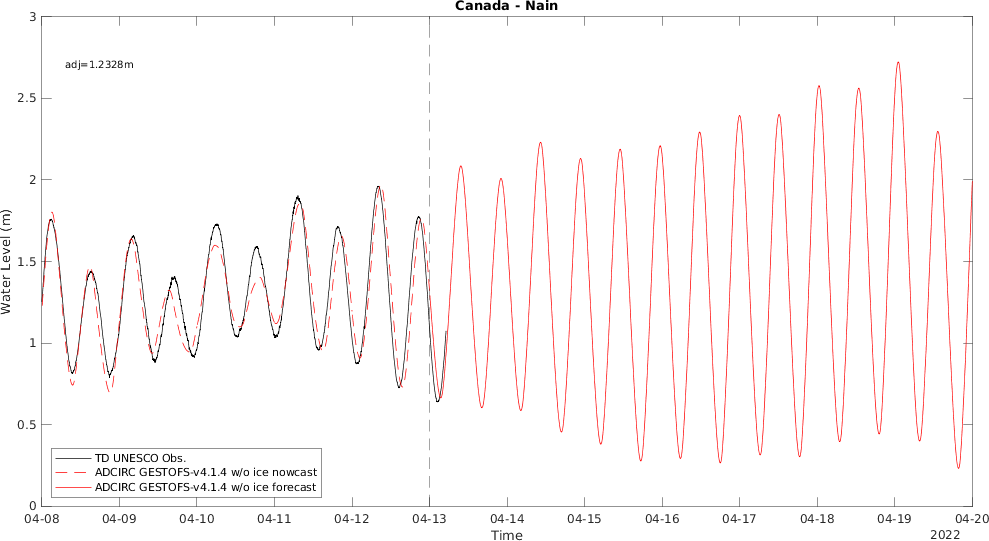 Canada - Nain
adj=1.2328m
Water Level (m)
3
2.5
2
1.5
1
0.5
0
TD UNESCO Obs.
ADCIRC GESTOFS-v4.1.4 w/o ice nowcast
ADCIRC GESTOFS-v4.1.4 w/o ice forecast
04-08 04-09 04-10 04-11 04-12 04-13 04-14 04-15 04-16 04-17 04-18 04-19 04-20
Time
2022